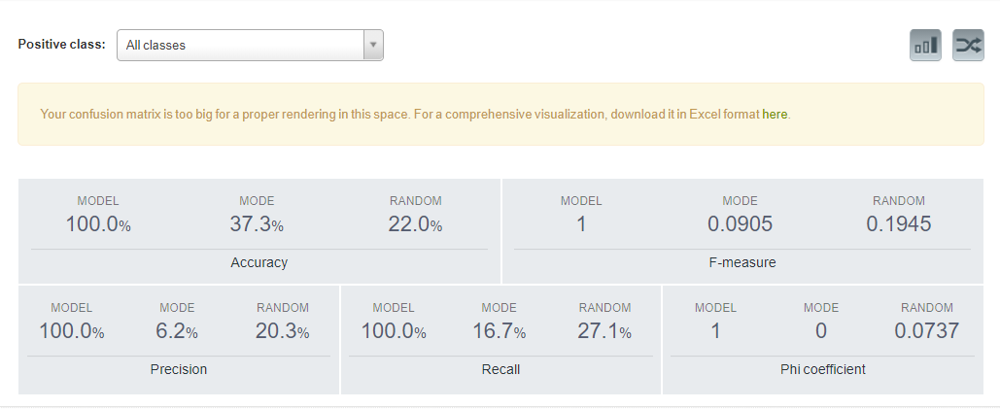 Positive class: All classes
Your confusion matrix is too big for a proper rendering in this space. For a comprehensive visualization, download it in Excel format here.
MODEL MODE RANDOM MODEL MODE RANDOM
100.0% 37.3% 22.0% 1 0.0905 0.1945
Accuracy F-measure
MODEL MODE RANDOM MODEL MODE RANDOM MODEL MODE RANDOM
100.0% 6.2% 20.3% 100.0% 16.7% 27.1% 1 0 0.0737
Precision Recall Phi coefficient